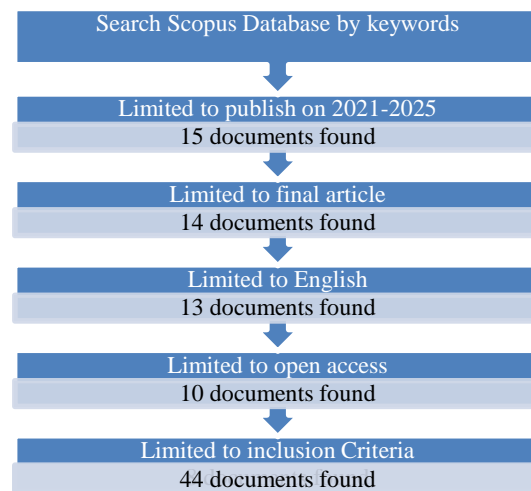 Search Scopus Database by keywords
Limited to publish on 2021-2025
15 documents found
Limited to final article
14 documents found
Limited to English
13 documents found
Limited to open access
10 documents found
Limited to inclusion Criteria
44 documents found